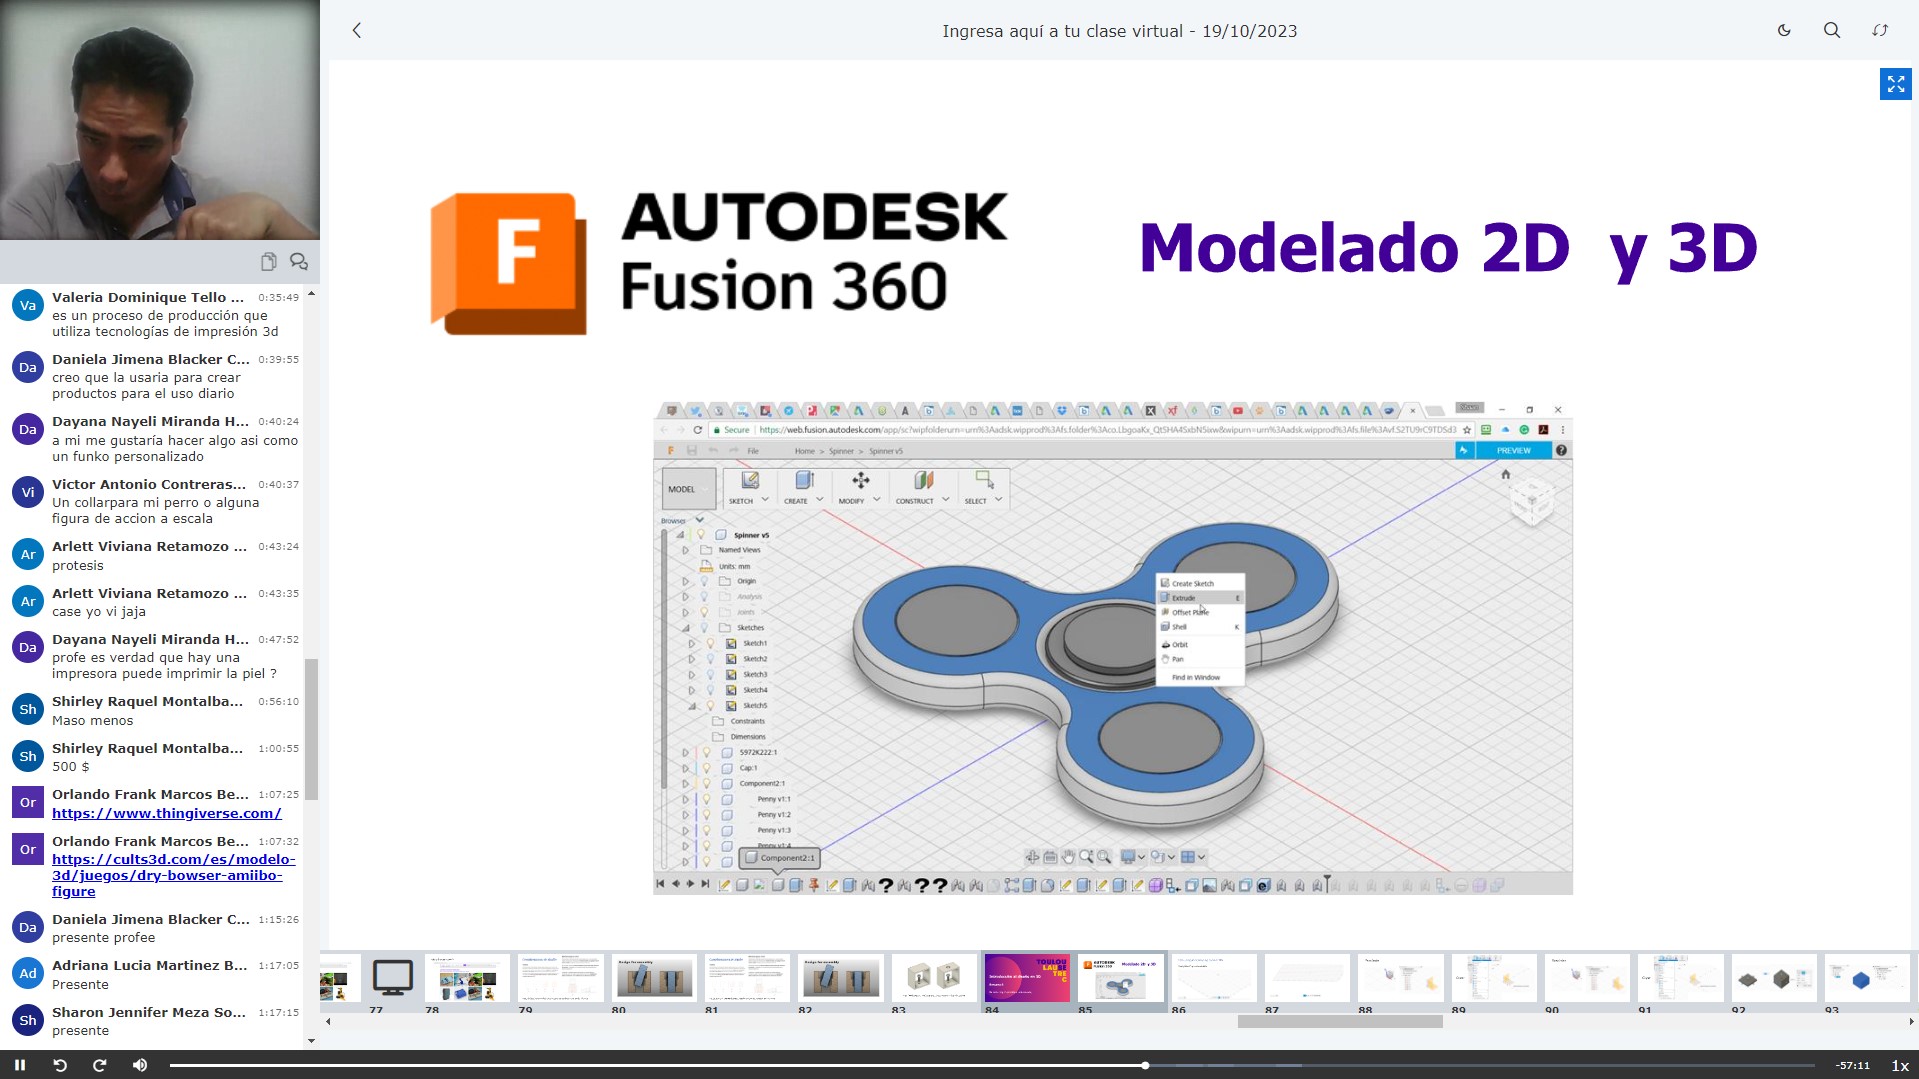 Ingresa aquí a tu clase virtual - 19/10/2023
Va
Valeria Dominique Tello ...
0:35:49
es un proceso de producción que
utiliza tecnologías de impresión 3d
Da
Daniela Jimena Blacker C...
0:39:55
creo que la usaria para crear
productos para el uso diario
Da
Dayana Nayeli Miranda H...
0:40:24
a mi me gustaría hacer algo asi como
un funko personalizado
Vi
Victor Antonio Contreras...
0:40:37
Un collarpara mi perro o alguna
figura de accion a escala
Ar
Arlett Viviana Retamozo ...
0:43:24
protesis
Ar
Arlett Viviana Retamozo ...
0:43:35
case yo vi jaja
Da
Dayana Nayeli Miranda H...
0:47:52
profe es verdad que hay una
impresora puede imprimir la piel ?
Sh
Shirley Raquel Montalba...
0:56:10
Maso menos
Sh
Shirley Raquel Montalba...
1:00:55
500 $
Or
Orlando Frank Marcos Be...
1:07:25
https://www.thingiverse.com/
Or
Orlando Frank Marcos Be...
1:07:32
https://cults3d.com/es/modelo-
3d/juegos/dry-bowser-amiibo-
figure
Da
Daniela Jimena Blacker C...
1:15:26
presente profee
Ad
Adriana Lucia Martinez B...
1:17:05
Presente
Sh
Sharon Jennifer Meza So...
1:17:15
presente
F
AUTODESK
Fusion 360
Modelado 2D y 3D
Secure
File
Home > Spinner > Spinner v5
PREVIEW
MODEL
SKETCH
CREATE
MODIFY
CONSTRUCT
SELECT
Browser
Spinner v5
Named Views
Units: mm
Origin
Analysis
Joints
Sketches
Sketch1
Sketch2
Sketch3
Sketch4
Sketch5
Constraints
Dimensions
5972K222:1
Cap:1
Component2:1
Penny v1:1
Penny v1:2
Penny v1:3
Penny v1:4
Component2:1
Create Sketch
Extrude E
Offset Plane
Shell K
Orbit
Pan
Find in Window
77 78 79 80 81 82 83 84 85 86 87 88 89 90 91 92 93
-57:11
1x